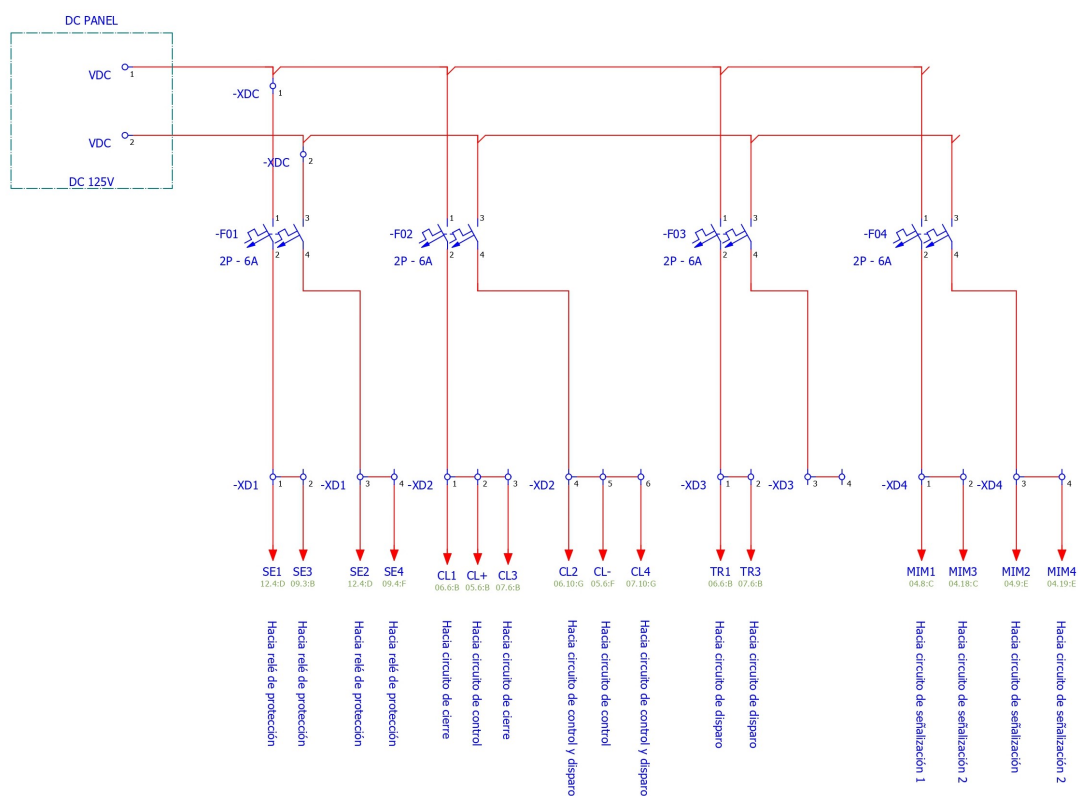 DC PANEL
VDC 1
-XDC 1
VDC 2
-XDC 2
DC 125V
1 3 1 3 1 3 1 3
-F01 -F02 -F03 -F04
2P - 6A 2P - 6A 2P - 6A 2P - 6A
2 4 2 4 2 4 2 4
-XD1 1 2 -XD1 3 4 -XD2 1 2 3 -XD2 4 5 6 -XD3 1 2 -XD3 3 4 -XD4 1 2 -XD4 3 4
SE1 SE3 SE2 SE4 CL1 CL+ CL3 CL2 CL- CL4 TR1 TR3 MIM1 MIM3 MIM2 MIM4
12.4:D 09.3:B 12.4:D 09.4:F 06.6:B 05.6:B 07.6:B 06.10:G 05.6:F 07.10:G 06.6:B 07.6:B 04.8:C 04.18:C 04.9:E 04.19:E
Hacia relé de protección
Hacia relé de protección
Hacia relé de protección
Hacia relé de protección
Hacia circuito de cierre
Hacia circuito de control
Hacia circuito de cierre
Hacia circuito de control y disparo
Hacia circuito de control
Hacia circuito de control y disparo
Hacia circuito de disparo
Hacia circuito de disparo
Hacia circuito de señalización 1
Hacia circuito de señalización 2
Hacia circuito de señalización
Hacia circuito de señalización 2